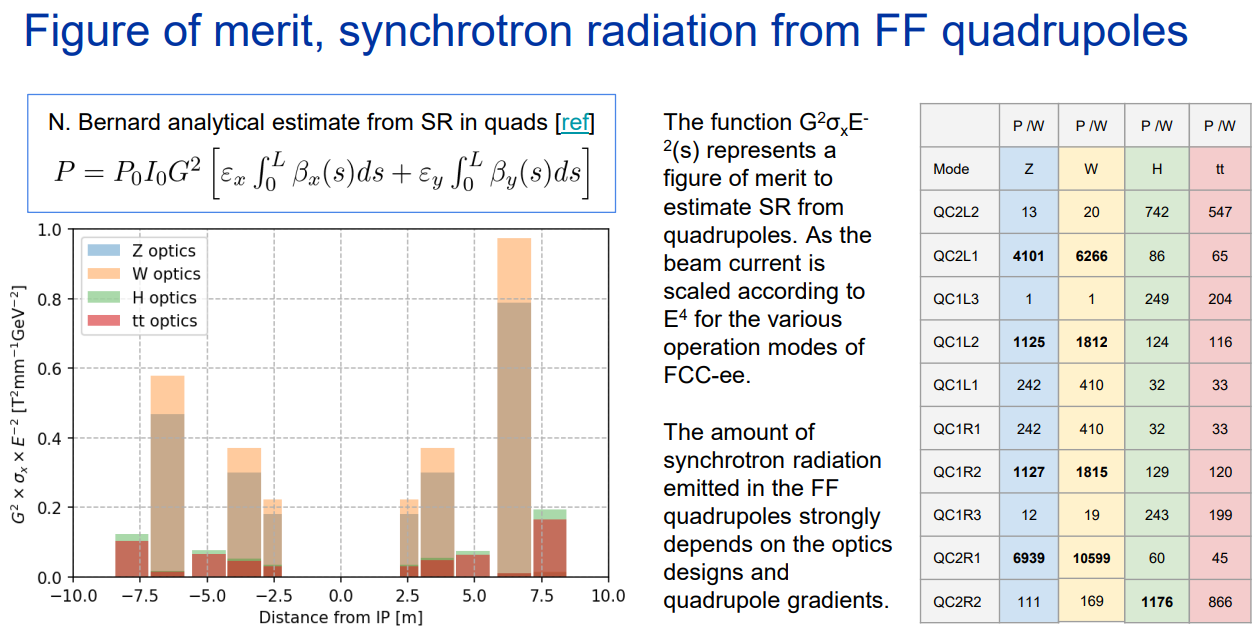 Figure of merit, synchrotron radiation from FF quadrupoles
N. Bernard analytical estimate from SR in quads [ref]
P = P₀I₀G² [εₓ ∫₀ᴸ βₓ(s)ds + ε_y ∫₀ᴸ β_y(s)ds]
G² × σₓ × E⁻² [T²mm⁻¹GeV⁻²]
1.0
0.8
0.6
0.4
0.2
0.0
Z optics
W optics
H optics
tt optics
−10.0 −7.5 −5.0 −2.5 0.0 2.5 5.0 7.5 10.0
Distance from IP [m]
The function G²σₓE⁻
²(s) represents a
figure of merit to
estimate SR from
quadrupoles. As the
beam current is
scaled according to
E⁴ for the various
operation modes of
FCC-ee.
The amount of
synchrotron radiation
emitted in the FF
quadrupoles strongly
depends on the optics
designs and
quadrupole gradients.
P /W P /W P /W P /W
Mode Z W H tt
QC2L2 13 20 742 547
QC2L1 4101 6266 86 65
QC1L3 1 1 249 204
QC1L2 1125 1812 124 116
QC1L1 242 410 32 33
QC1R1 242 410 32 33
QC1R2 1127 1815 129 120
QC1R3 12 19 243 199
QC2R1 6939 10599 60 45
QC2R2 111 169 1176 866